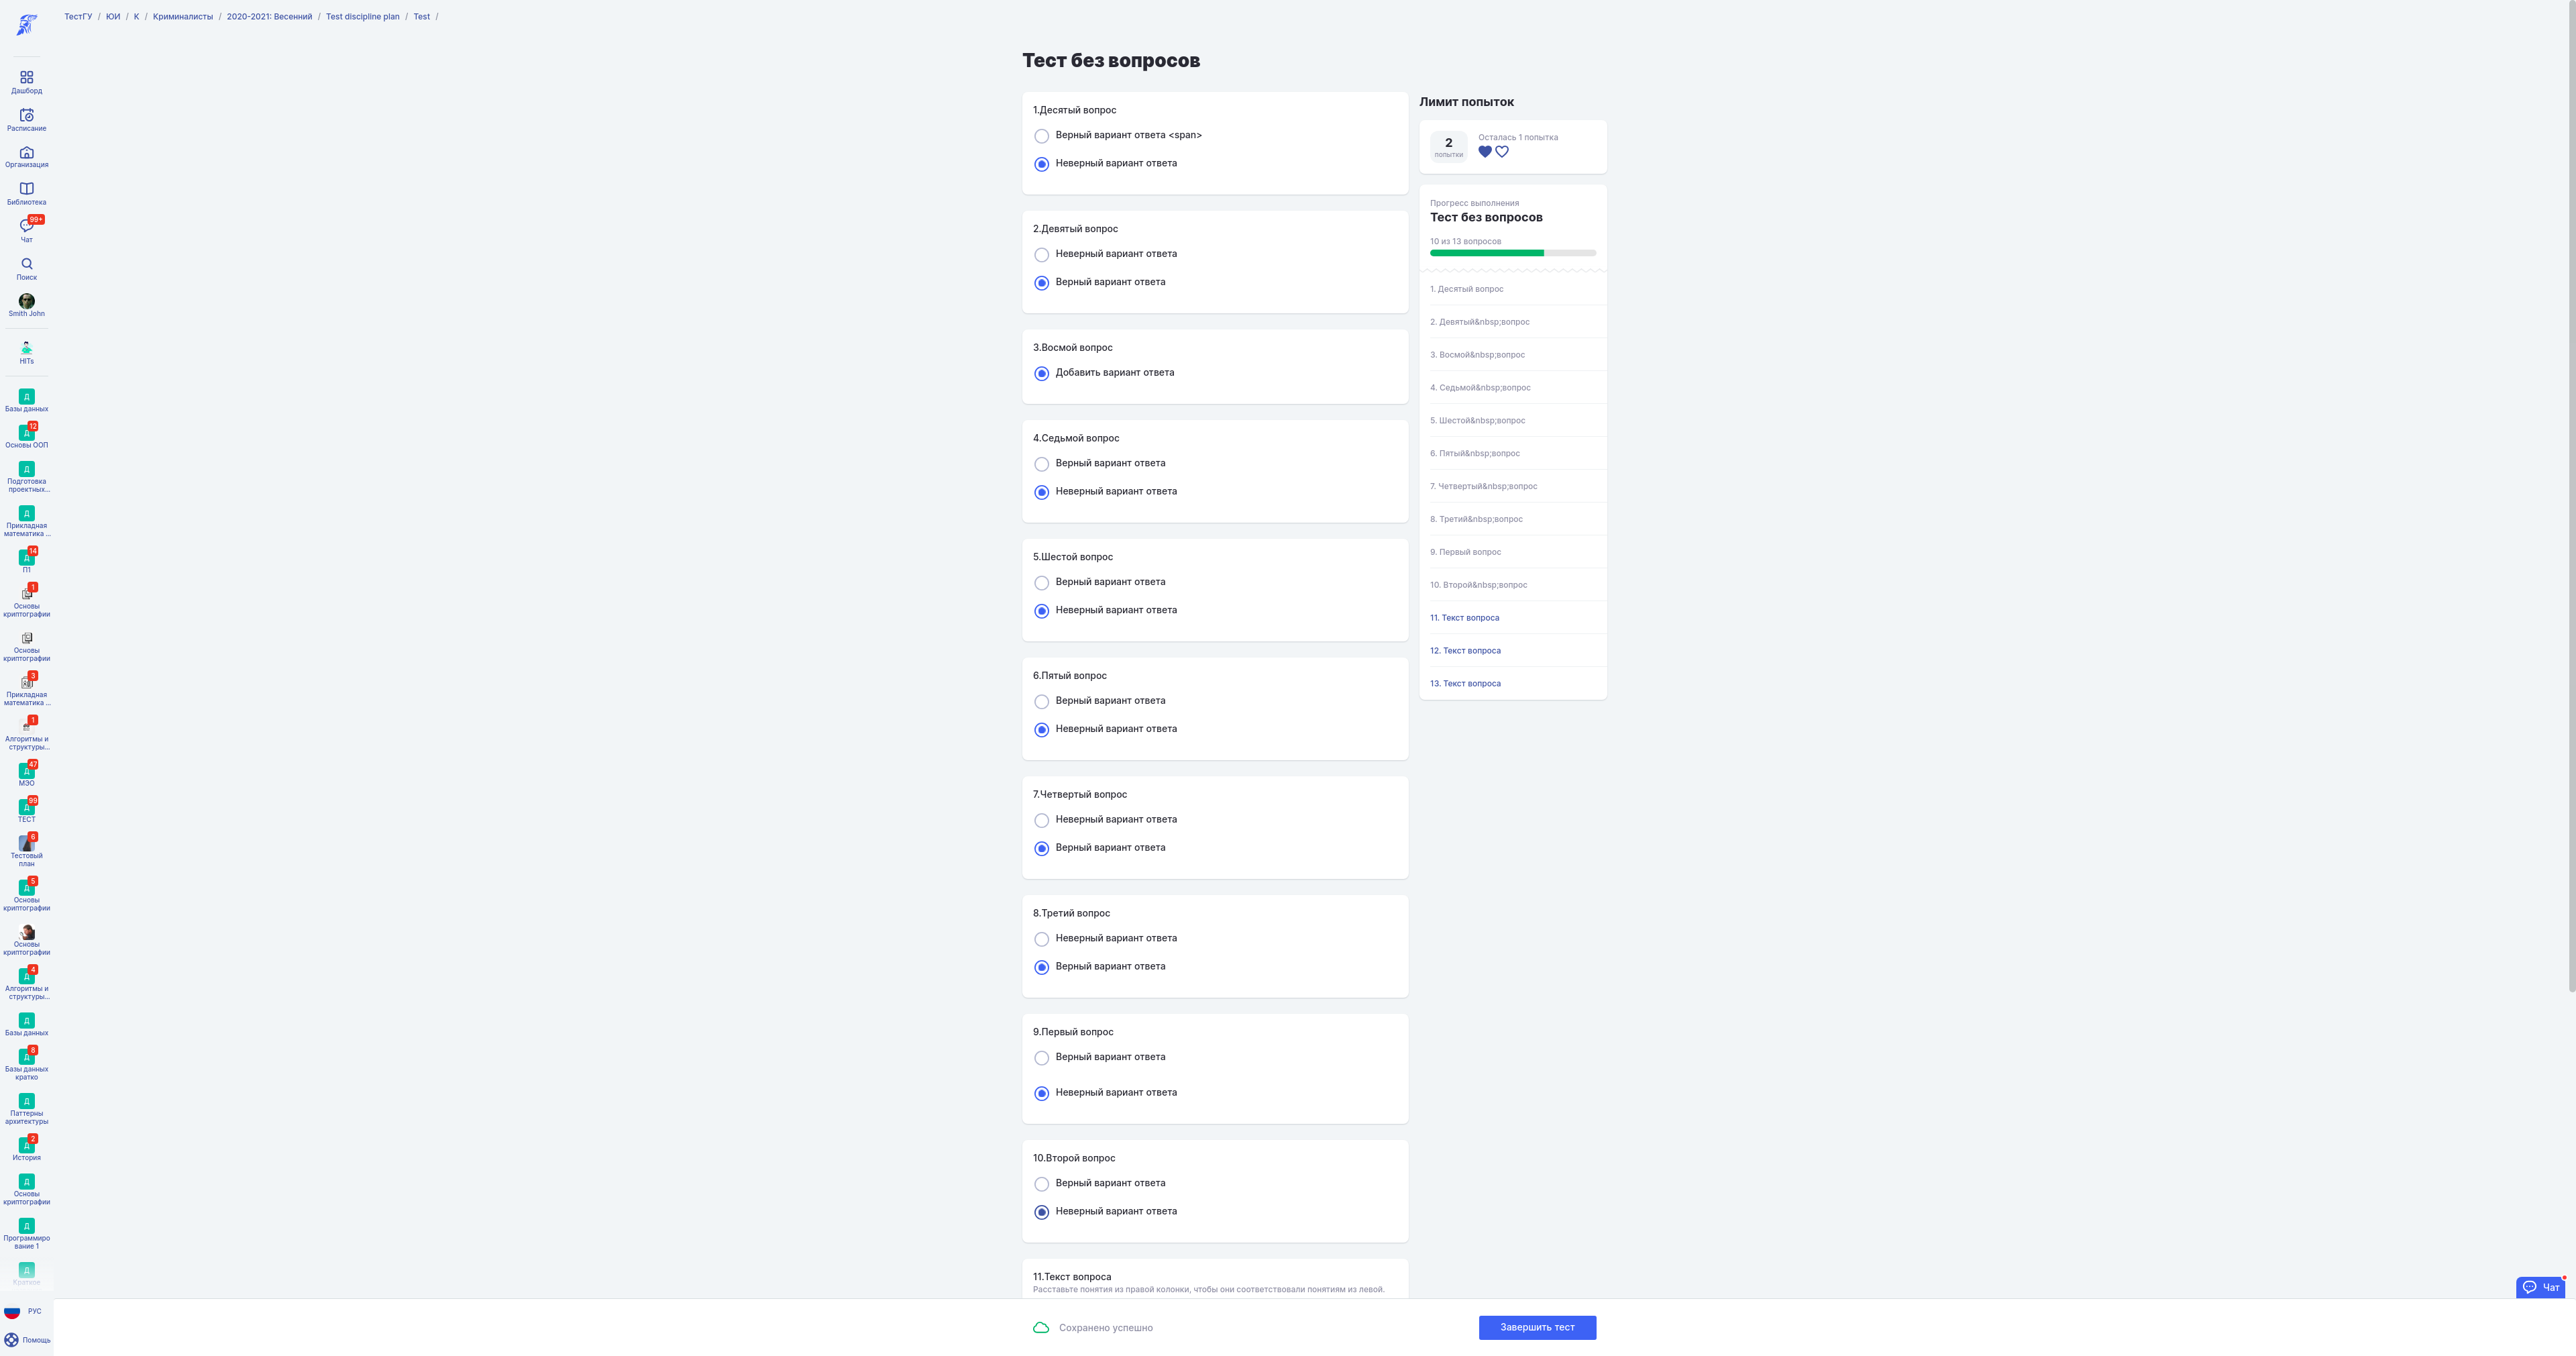 ТестГУ / ЮИ / К / Криминалисты / 2020-2021: Весенний / Test discipline plan / Test /
Дашборд
Расписание
Организация
Библиотека
99+
Чат
Поиск
Smith John
HITs
Д
Базы данных
12
Д
Основы ООП
Д
Подготовка
проектных...
Д
Прикладная
математика ...
14
Д
П1
1
Основы
криптографии
Основы
криптографии
3
Прикладная
математика ...
1
Алгоритмы и
структуры...
47
Д
МЭО
99
Д
ТЕСТ
6
Тестовый
план
5
Д
Основы
криптографии
Основы
криптографии
4
Д
Алгоритмы и
структуры...
Д
Базы данных
8
Д
Базы данных
кратко
Д
Паттерны
архитектуры
2
Д
История
Д
Основы
криптографии
Д
Программиро
вание 1
Д
Краткое
РУС
Помощь
Тест без вопросов
1.Десятый вопрос
Верный вариант ответа <span>
Неверный вариант ответа
2.Девятый вопрос
Неверный вариант ответа
Верный вариант ответа
3.Восмой вопрос
Добавить вариант ответа
4.Седьмой вопрос
Верный вариант ответа
Неверный вариант ответа
5.Шестой вопрос
Верный вариант ответа
Неверный вариант ответа
6.Пятый вопрос
Верный вариант ответа
Неверный вариант ответа
7.Четвертый вопрос
Неверный вариант ответа
Верный вариант ответа
8.Третий вопрос
Неверный вариант ответа
Верный вариант ответа
9.Первый вопрос
Верный вариант ответа
Неверный вариант ответа
10.Второй вопрос
Верный вариант ответа
Неверный вариант ответа
11.Текст вопроса
Расставьте понятия из правой колонки, чтобы они соответствовали понятиям из левой.
Лимит попыток
2
попытки
Осталась 1 попытка
Прогресс выполнения
Тест без вопросов
10 из 13 вопросов
1. Десятый вопрос
2. Девятый&nbsp;вопрос
3. Восмой&nbsp;вопрос
4. Седьмой&nbsp;вопрос
5. Шестой&nbsp;вопрос
6. Пятый&nbsp;вопрос
7. Четвертый&nbsp;вопрос
8. Третий&nbsp;вопрос
9. Первый вопрос
10. Второй&nbsp;вопрос
11. Текст вопроса
12. Текст вопроса
13. Текст вопроса
Сохранено успешно
Завершить тест
Чат